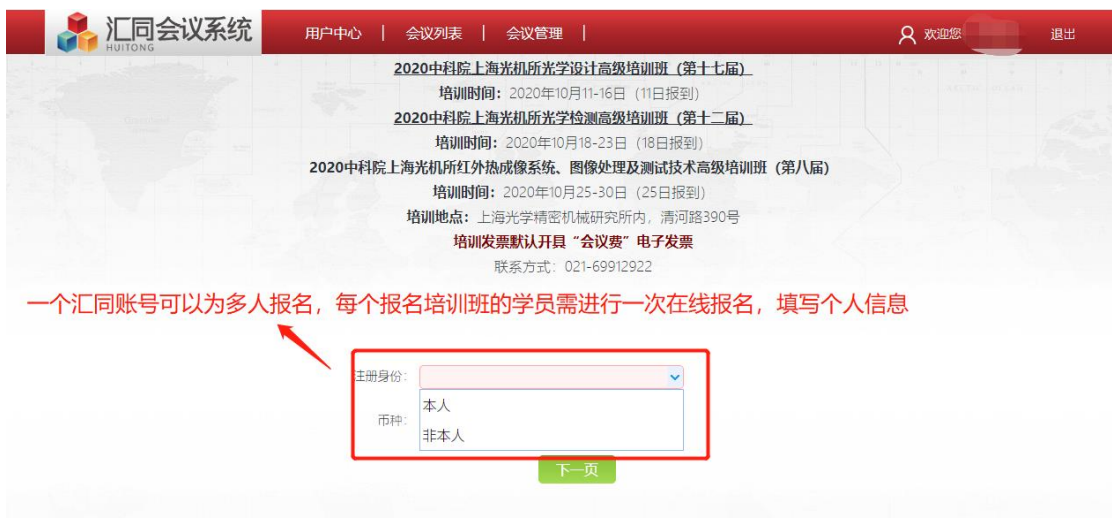 汇同会议系统
HUITONG
用户中心 | 会议列表 | 会议管理 |
欢迎您
退出
2020中科院上海光机所光学设计高级培训班（第十七届）
培训时间：2020年10月11-16日（11日报到）
2020中科院上海光机所光学检测高级培训班（第十二届）
培训时间：2020年10月18-23日（18日报到）
2020中科院上海光机所红外热成像系统、图像处理及测试技术高级培训班（第八届）
培训时间：2020年10月25-30日（25日报到）
培训地点：上海光学精密机械研究所内，清河路390号
培训发票默认开具“会议费”电子发票
联系方式：021-69912922
一个汇同账号可以为多人报名，每个报名培训班的学员需进行一次在线报名，填写个人信息
注册身份：
本人
币种：
非本人
下一页